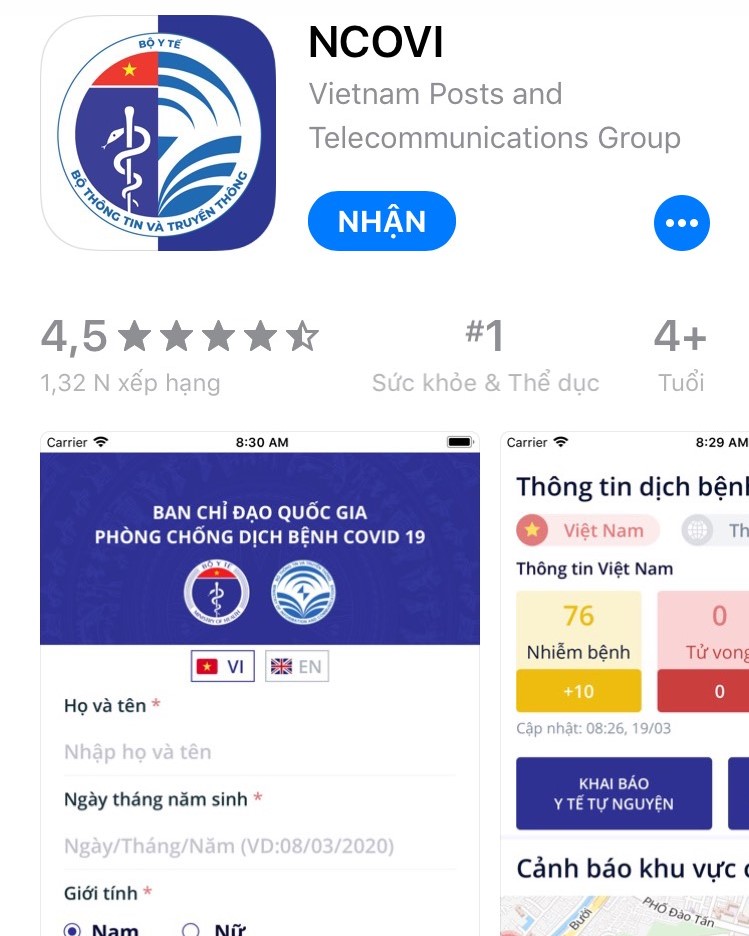 BỘ Y TẾ
BỘ THÔNG TIN VÀ TRUYỀN THÔNG
NCOVI
Vietnam Posts and
Telecommunications Group
NHẬN
4,5
1,32 N xếp hạng
#1
Sức khỏe & Thể dục
4+
Tuổi
Carrier
8:30 AM
BAN CHỈ ĐẠO QUỐC GIA
PHÒNG CHỐNG DỊCH BỆNH COVID 19
BỘ Y TẾ
MINISTRY OF HEALTH
VI
EN
Họ và tên *
Nhập họ và tên
Ngày tháng năm sinh *
Ngày/Tháng/Năm (VD:08/03/2020)
Giới tính *
Nam
Nữ
Carrier
8:29 AM
Thông tin dịch bệnh
Việt Nam
Th
Thông tin Việt Nam
76
Nhiễm bệnh
+10
0
Tử vong
0
Cập nhật: 08:26, 19/03
KHAI BÁO
Y TẾ TỰ NGUYỆN
Cảnh báo khu vực
Bưởi
PHỐ Đào Tấn